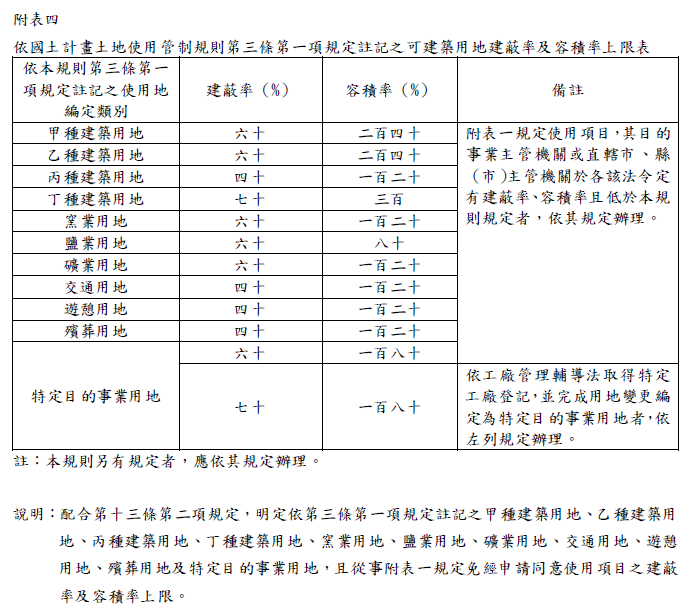 附表四
依國土計畫土地使用管制規則第三條第一項規定註記之可建築用地建蔽率及容積率上限表
依本規則第三條第一
項規定註記之使用地
編定類別
建蔽率（%）
容積率（%）
備註
甲種建築用地
六十
二百四十
乙種建築用地
六十
二百四十
丙種建築用地
四十
一百二十
丁種建築用地
七十
三百
窯業用地
六十
一百二十
鹽業用地
六十
八十
礦業用地
六十
一百二十
交通用地
四十
一百二十
遊憩用地
四十
一百二十
殯葬用地
四十
一百二十
附表一規定使用項目，其目的
事業主管機關或直轄市、縣
（市）主管機關於各該法令定
有建蔽率、容積率且低於本規
則規定者，依其規定辦理。
特定目的事業用地
六十
一百八十
七十
一百八十
依工廠管理輔導法取得特定
工廠登記，並完成用地變更編
定為特定目的事業用地者，依
左列規定辦理。
註：本規則另有規定者，應依其規定辦理。
說明：配合第十三條第二項規定，明定依第三條第一項規定註記之甲種建築用地、乙種建築用
地、丙種建築用地、丁種建築用地、窯業用地、鹽業用地、礦業用地、交通用地、遊憩
用地、殯葬用地及特定目的事業用地，且從事附表一規定免經申請同意使用項目之建蔽
率及容積率上限。